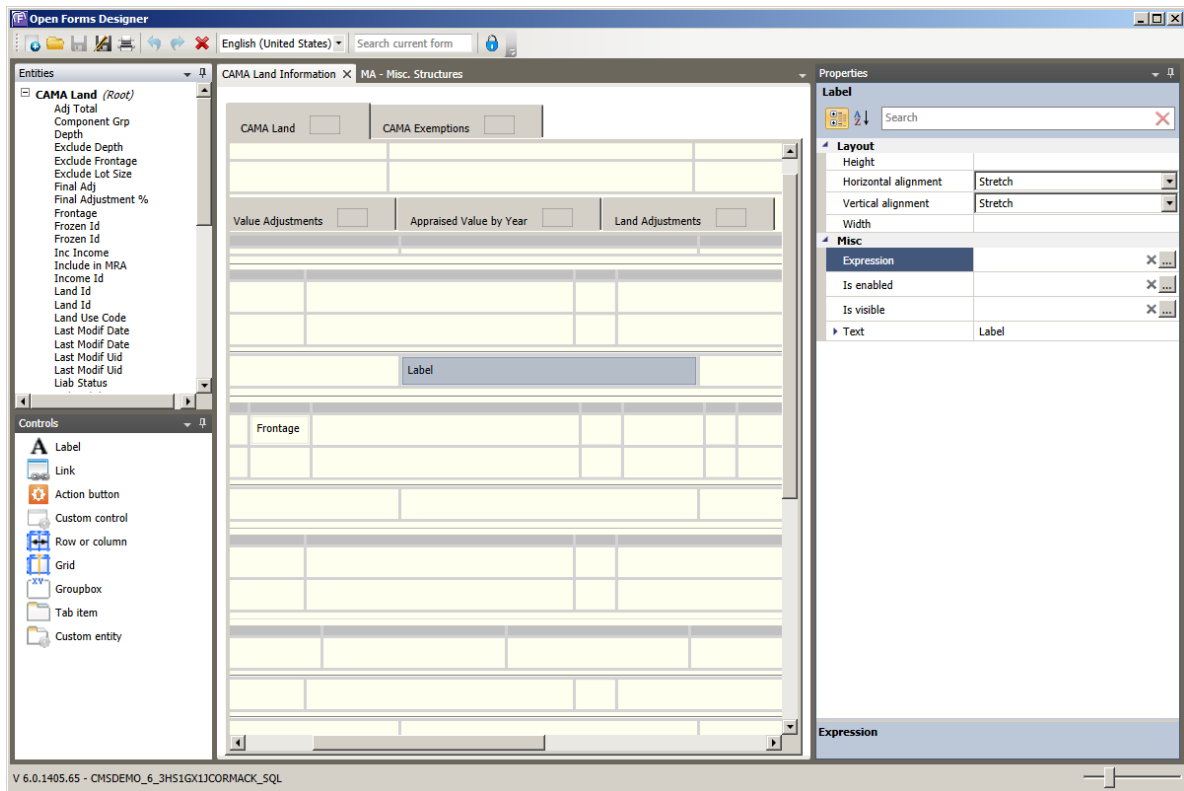 Open Forms Designer
English (United States)
Search current form
Entities
CAMA Land (Root)
Adj Total
Component Grp
Depth
Exclude Depth
Exclude Frontage
Exclude Lot Size
Final Adj
Final Adjustment %
Frontage
Frozen Id
Frozen Id
Inc Income
Include in MRA
Income Id
Land Id
Land Id
Land Use Code
Last Modif Date
Last Modif Date
Last Modif Uid
Last Modif Uid
Liab Status
Controls
A Label
Link
Action button
Custom control
Row or column
Grid
XY Groupbox
Tab item
Custom entity
CAMA Land Information MA - Misc. Structures
CAMA Land CAMA Exemptions
Value Adjustments Appraised Value by Year Land Adjustments
Label
Frontage
Properties
Label
Search
Layout
Height
Horizontal alignment Stretch
Vertical alignment Stretch
Width
Misc
Expression ...
Is enabled ...
Is visible ...
Text Label
Expression
V 6.0.1405.65 - CMSDEMO_6_3HS1GX1JCORMACK_SQL